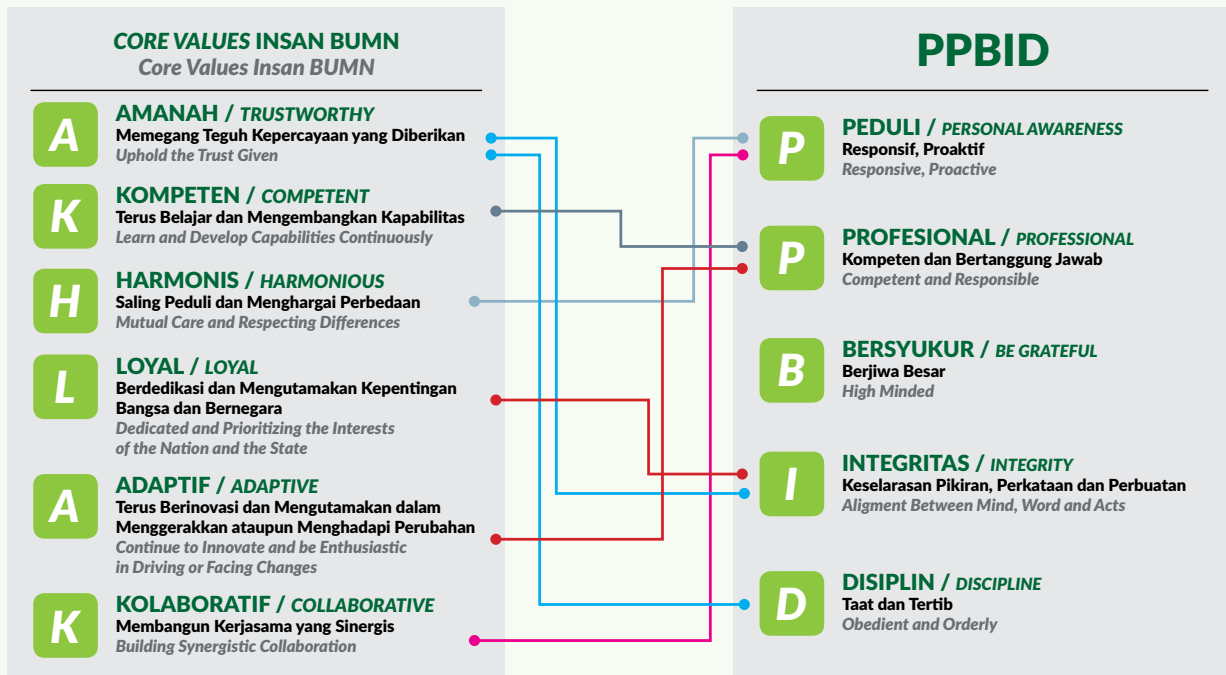 CORE VALUES INSAN BUMN
Core Values Insan BUMN
A
AMANAH / TRUSTWORTHY
Memegang Teguh Kepercayaan yang Diberikan
Uphold the Trust Given
K
KOMPETEN / COMPETENT
Terus Belajar dan Mengembangkan Kapabilitas
Learn and Develop Capabilities Continuously
H
HARMONIS / HARMONIOUS
Saling Peduli dan Menghargai Perbedaan
Mutual Care and Respecting Differences
L
LOYAL / LOYAL
Berdedikasi dan Mengutamakan Kepentingan
Bangsa dan Bernegara
Dedicated and Prioritizing the Interests
of the Nation and the State
A
ADAPTIF / ADAPTIVE
Terus Berinovasi dan Mengutamakan dalam
Menggerakkan ataupun Menghadapi Perubahan
Continue to Innovate and be Enthusiastic
in Driving or Facing Changes
K
KOLABORATIF / COLLABORATIVE
Membangun Kerjasama yang Sinergis
Building Synergistic Collaboration
PPBID
P
PEDULI / PERSONAL AWARENESS
Responsif, Proaktif
Responsive, Proactive
P
PROFESIONAL / PROFESSIONAL
Kompeten dan Bertanggung Jawab
Competent and Responsible
B
BERSYUKUR / BE GRATEFUL
Berjiwa Besar
High Minded
I
INTEGRITAS / INTEGRITY
Keselarasan Pikiran, Perkataan dan Perbuatan
Aligment Between Mind, Word and Acts
D
DISIPLIN / DISCIPLINE
Taat dan Tertib
Obedient and Orderly